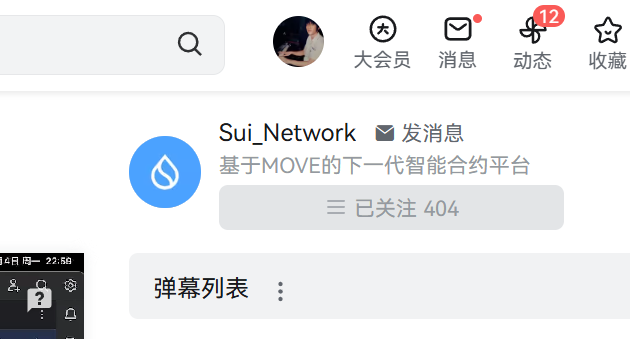 12
大会员 消息 动态 收藏
Sui_Network 发消息
基于MOVE的下一代智能合约平台
已关注 404
月4日 周一 22:58
?
弹幕列表